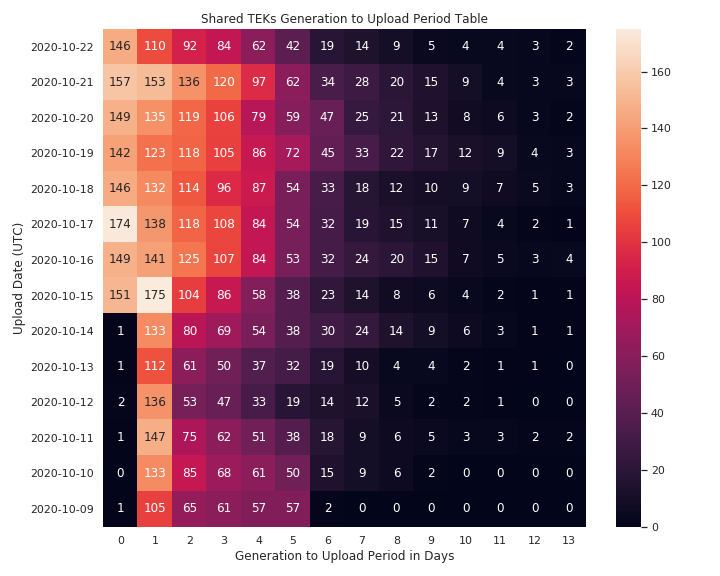 Shared TEKs Generation to Upload Period Table
Upload Date (UTC)
2020-10-22 146 110 92 84 62 42 19 14 9 5 4 4 3 2
2020-10-21 157 153 136 120 97 62 34 28 20 15 9 4 3 3
2020-10-20 149 135 119 106 79 59 47 25 21 13 8 6 3 2
2020-10-19 142 123 118 105 86 72 45 33 22 17 12 9 4 3
2020-10-18 146 132 114 96 87 54 33 18 12 10 9 7 5 3
2020-10-17 174 138 118 108 84 54 32 19 15 11 7 4 2 1
2020-10-16 149 141 125 107 84 53 32 24 20 15 7 5 3 4
2020-10-15 151 175 104 86 58 38 23 14 8 6 4 2 1 1
2020-10-14 1 133 80 69 54 38 30 24 14 9 6 3 1 1
2020-10-13 1 112 61 50 37 32 19 10 4 4 2 1 1 0
2020-10-12 2 136 53 47 33 19 14 12 5 2 2 1 0 0
2020-10-11 1 147 75 62 51 38 18 9 6 5 3 3 2 2
2020-10-10 0 133 85 68 61 50 15 9 6 2 0 0 0 0
2020-10-09 1 105 65 61 57 57 2 0 0 0 0 0 0 0
0 1 2 3 4 5 6 7 8 9 10 11 12 13
Generation to Upload Period in Days
160
140
120
100
80
60
40
20
0